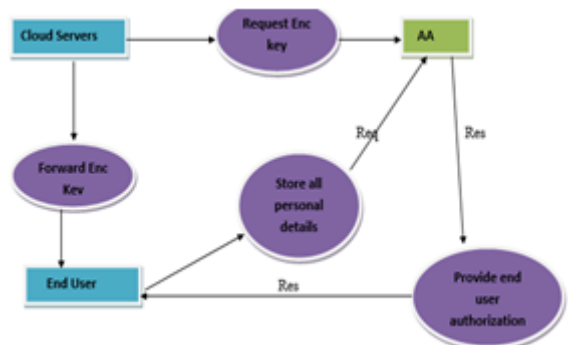 Request Enc
key
Cloud Servers
AA
Req
Res
Forward Enc
Key
Store all
personal
details
End User
Res
Provide end
user
authorization